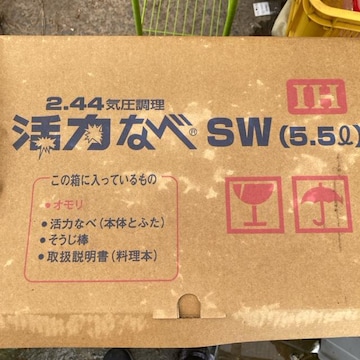 IH
2.44気圧調理
活力なべ® SW (5.5ℓ)
この箱に入っているもの
●オモリ
●活力なべ(本体とふた)
●そうじ棒
●取扱説明書(料理本)